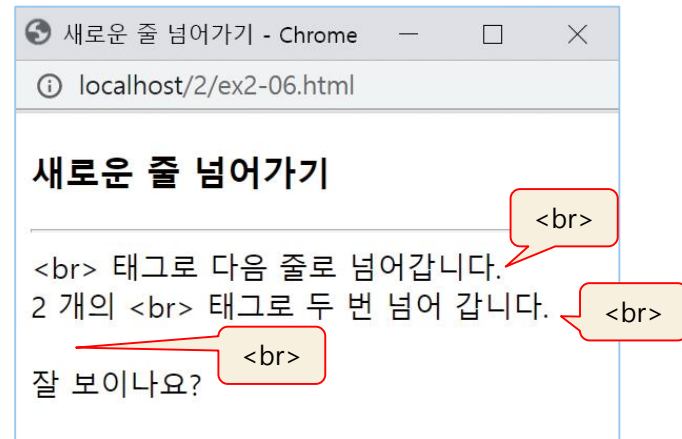 새로운 줄 넘어가기 - Chrome
localhost/2/ex2-06.html
새로운 줄 넘어가기
<br>
<br> 태그로 다음 줄로 넘어갑니다.
2 개의 <br> 태그로 두 번 넘어 갑니다.
<br>
<br>
잘 보이나요?